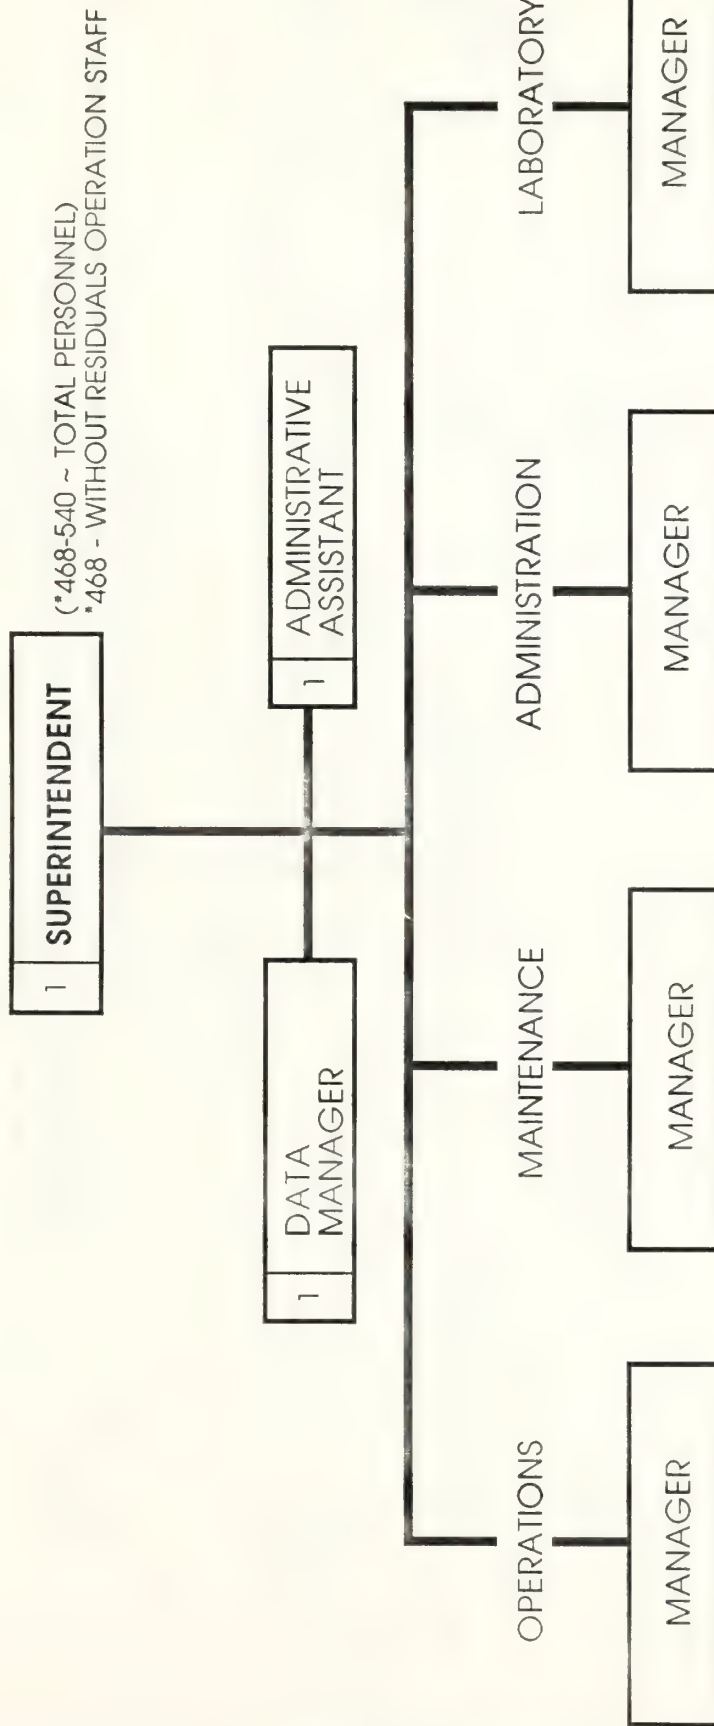 1 SUPERINTENDENT
(*468-540 ~ TOTAL PERSONNEL)
*468 - WITHOUT RESIDUALS OPERATION STAFF
1 DATA
MANAGER
1 ADMINISTRATIVE
ASSISTANT
OPERATIONS
MAINTENANCE
ADMINISTRATION
LABORATORY
MANAGER
MANAGER
MANAGER
MANAGER